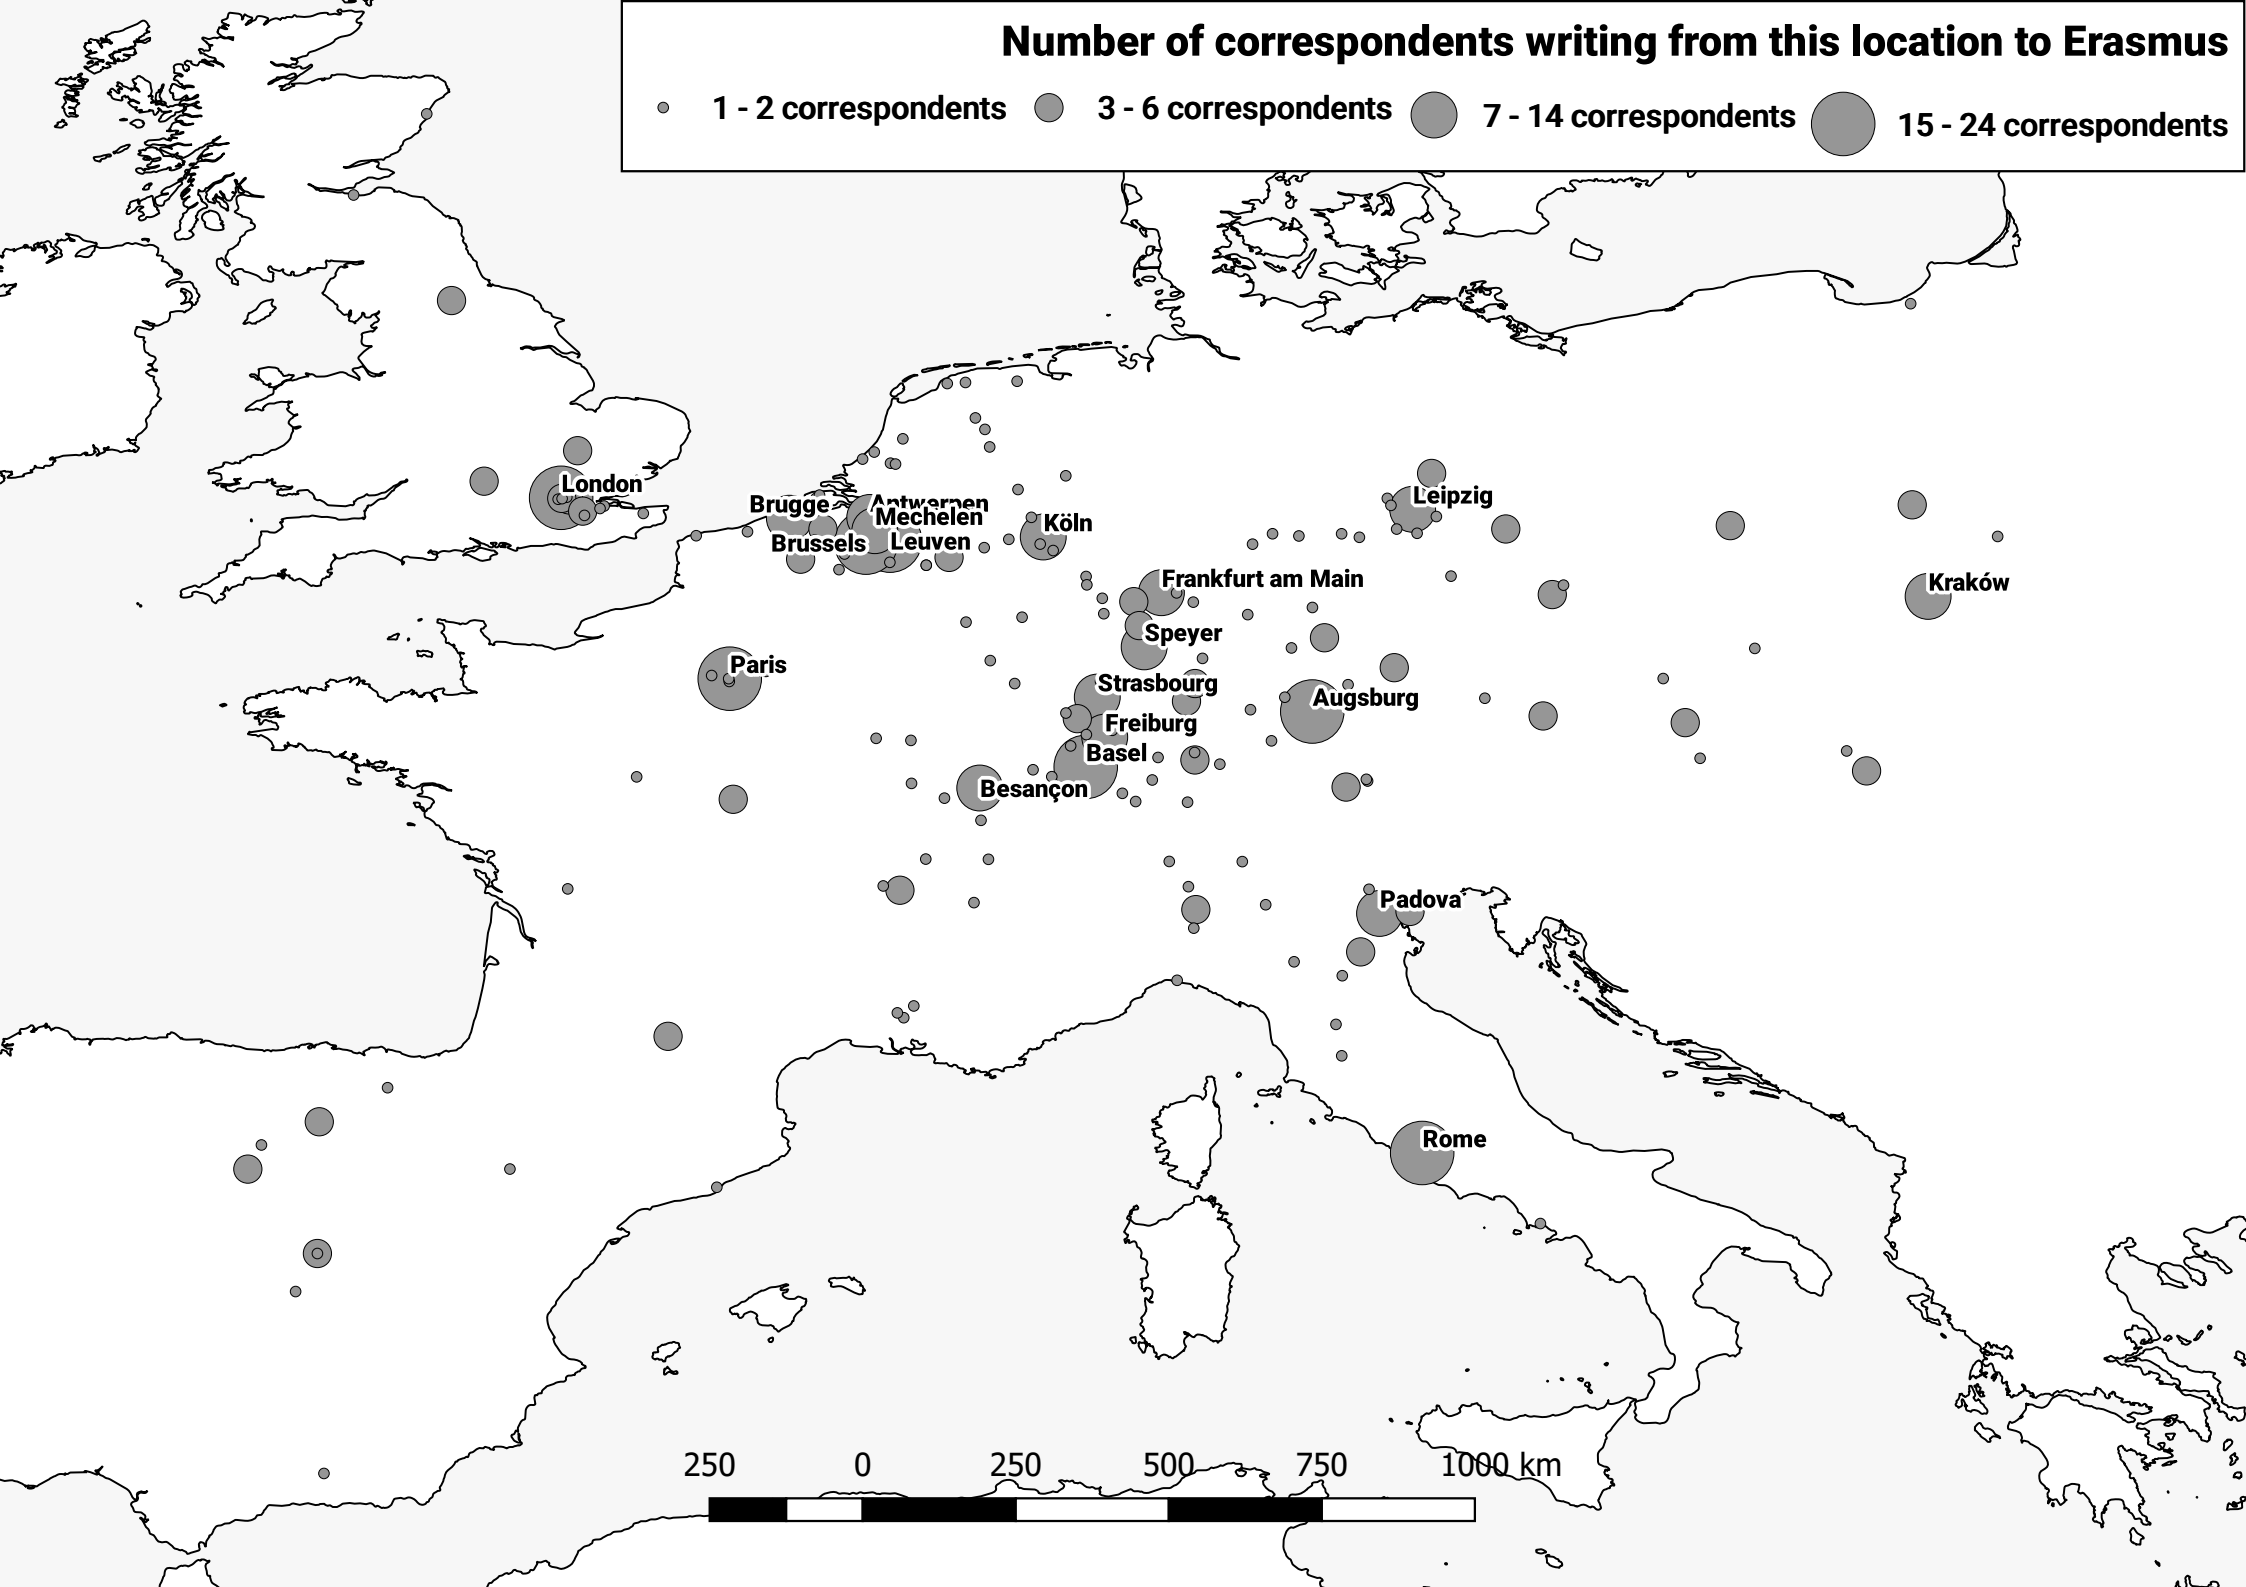 Number of correspondents writing from this location to Erasmus
1 - 2 correspondents
3 - 6 correspondents
7 - 14 correspondents
15 - 24 correspondents
London
Brugge
Antwerpen
Mechelen
Brussels
Leuven
Köln
Leipzig
Frankfurt am Main
Kraków
Speyer
Paris
Strasbourg
Augsburg
Freiburg
Basel
Besançon
Padova
Rome
250 0 250 500 750 1000 km